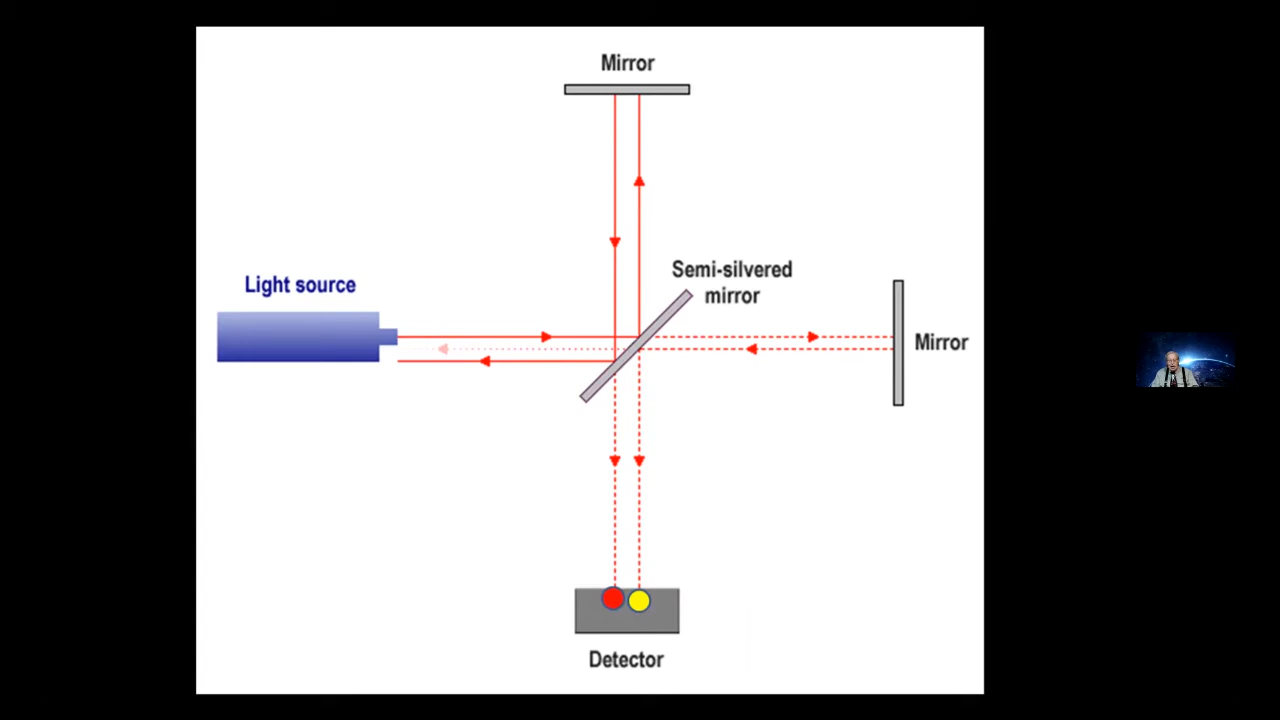 Mirror
Semi-silvered
mirror
Light source
Mirror
Detector